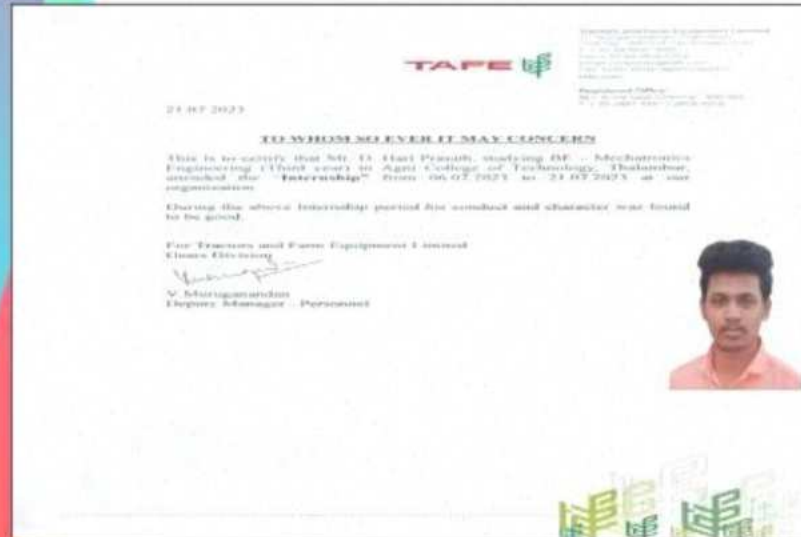 TAFE
Registered Office
21 07 2023
TO WHOM SO EVER IT MAY CONCERN
This is to certify that Mr. D. Hari Pranath, studying BE - Mechatronics
Engineering (Third year) in Agni College of Technology, Thalambur,
attended the "Internship" from 06.07.2023 to 21.07.2023 at our
organization.
During the above Internship period his conduct and character was found
to be good.
For Tractors and Farm Equipment Limited
Gears Division
V. Muruganandan
Deputy Manager - Personnel